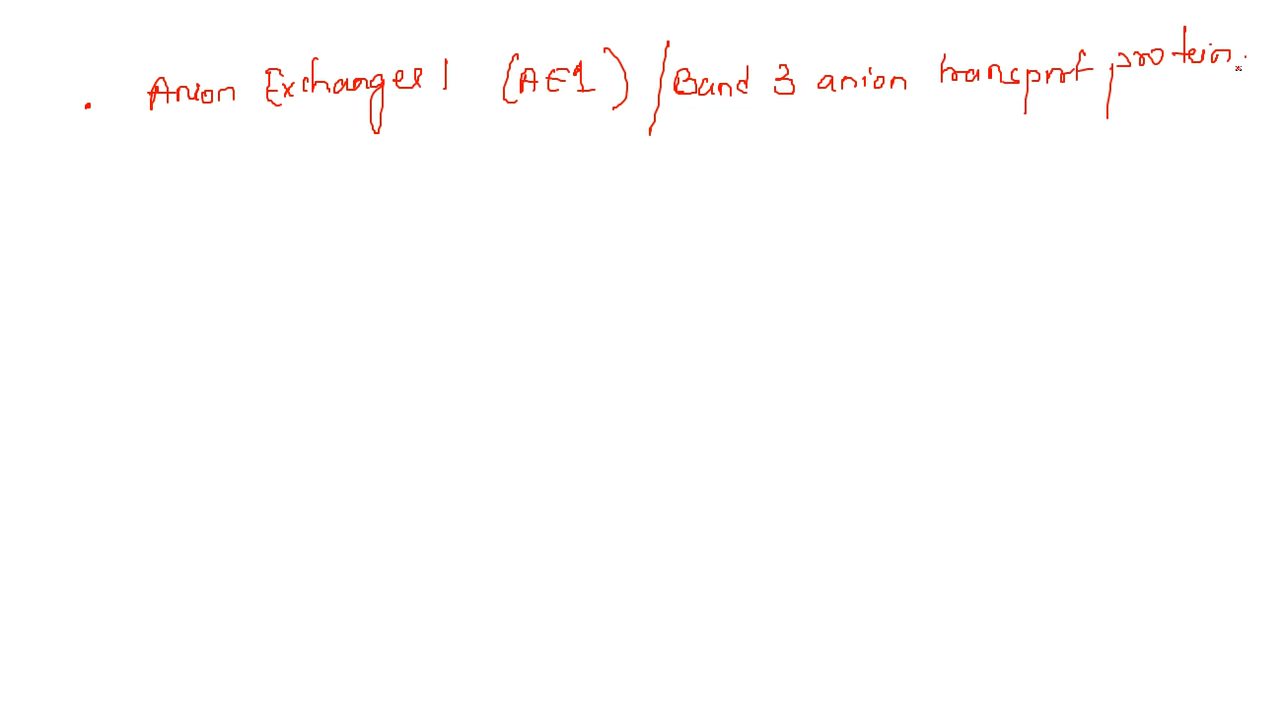 . Anion Exchanger 1 (AE1) / Band 3 anion transport protein.